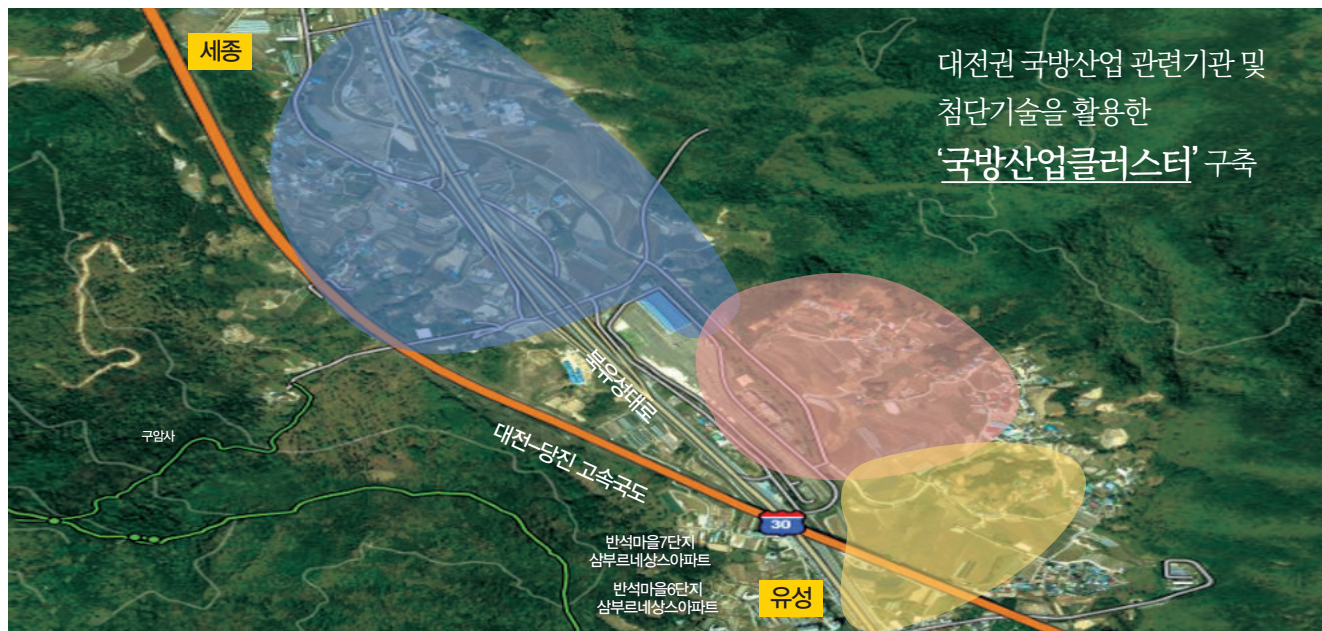 세종
대전권 국방산업 관련기관 및
첨단기술을 활용한
‘국방산업클러스터’ 구축
북유성대로
구암사
대전-당진 고속국도
30
반석마을7단지
삼부르네상스아파트
반석마을6단지
삼부르네상스아파트
유성